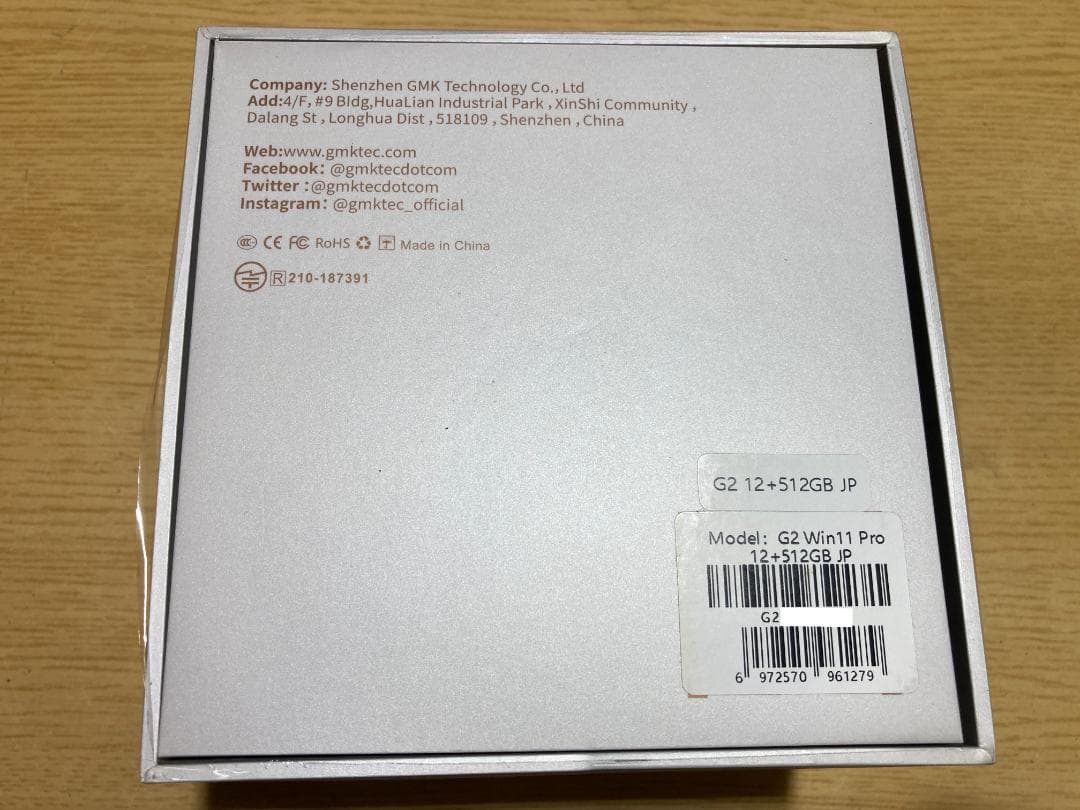 Company: Shenzhen GMK Technology Co., Ltd
Add:4/F, #9 Bldg,HuaLian Industrial Park , XinShi Community ,
Dalang St , Longhua Dist , 518109 , Shenzhen , China
Web:www.gmktec.com
Facebook: @gmktecdotcom
Twitter :@gmktecdotcom
Instagram: @gmktec_official
CCC CE FC RoHS Made in China
R 210-187391
G2 12+512GB JP
Model: G2 Win11 Pro
12+512GB JP
G2
6 972570 961279